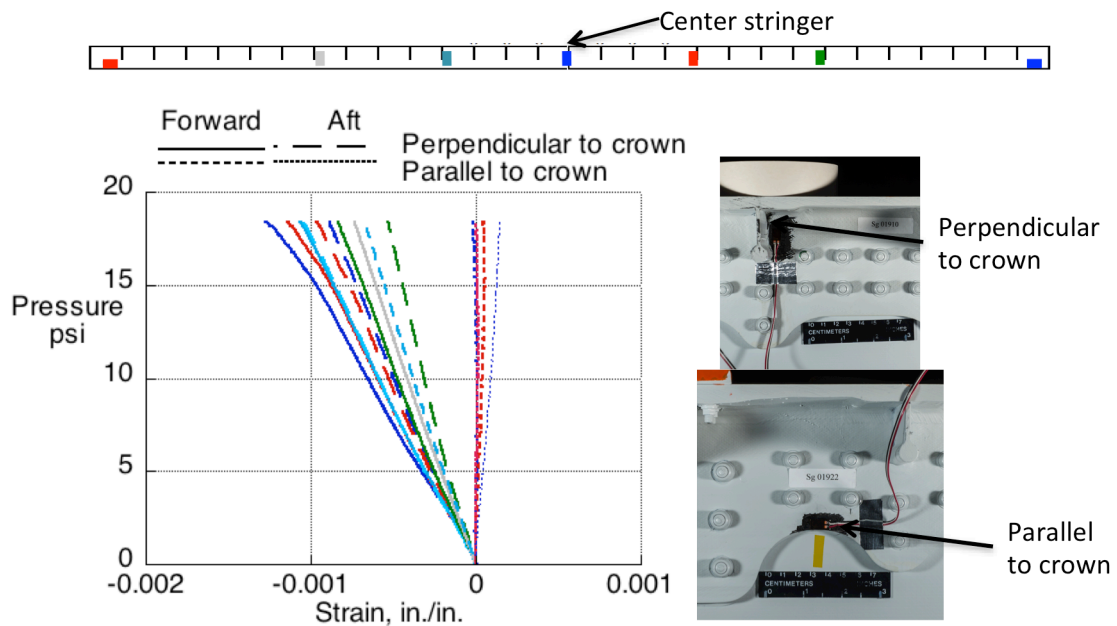 Center stringer
Forward Aft
Perpendicular to crown
Parallel to crown
20
15
Pressure
psi
10
5
0
-0.002 -0.001 0 0.001
Strain, in./in.
Sg 01910
CENTIMETERS
Perpendicular
to crown
Sg 01922
CENTIMETERS
Parallel
to crown